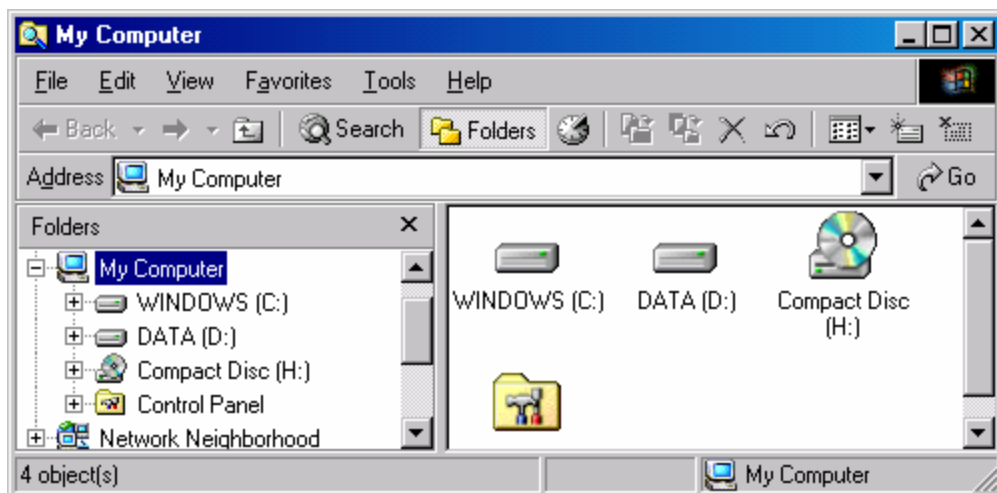 My Computer
File Edit View Favorites Tools Help
Back Search Folders
Address My Computer Go
Folders
My Computer
WINDOWS (C:)
DATA (D:)
Compact Disc (H:)
Control Panel
Network Neighborhood
WINDOWS (C:) DATA (D:) Compact Disc
(H:)
4 object(s) My Computer